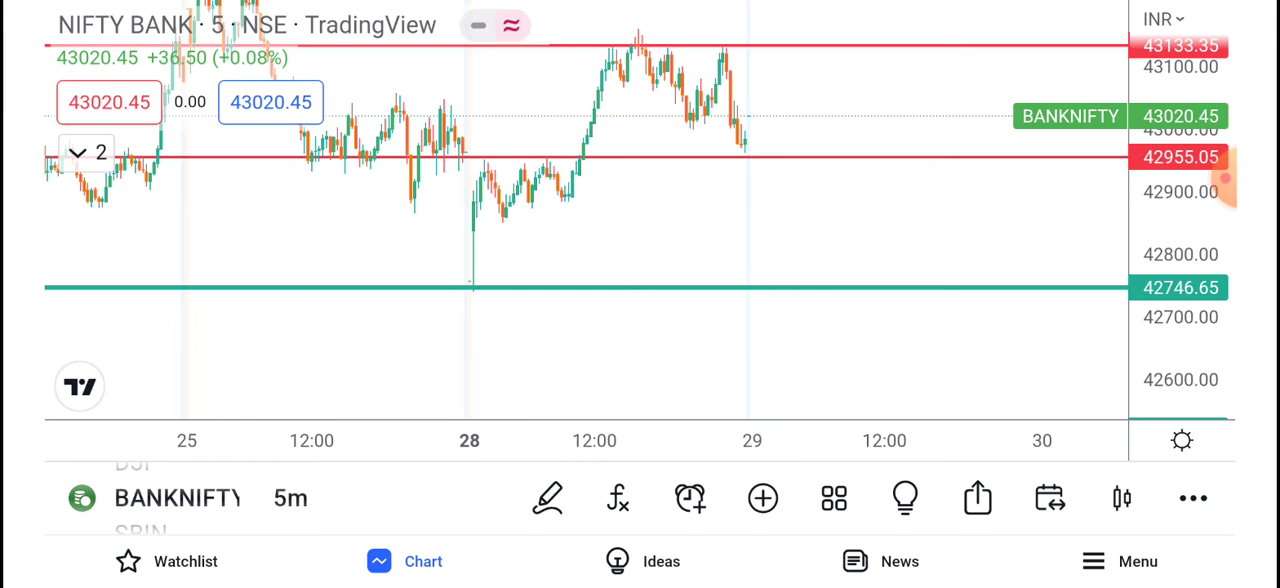 NIFTY BANK · 5 · NSE · TradingView
INR
43133.35
43020.45 +36.50 (+0.08%)
43100.00
43020.45 0.00 43020.45
BANKNIFTY 43020.45
43000.00
2
42955.05
42900.00
42800.00
42746.65
42700.00
42600.00
25 12:00 28 12:00 29 12:00 30
DJI
BANKNIFTY 5m
SBIN
Watchlist Chart Ideas News Menu